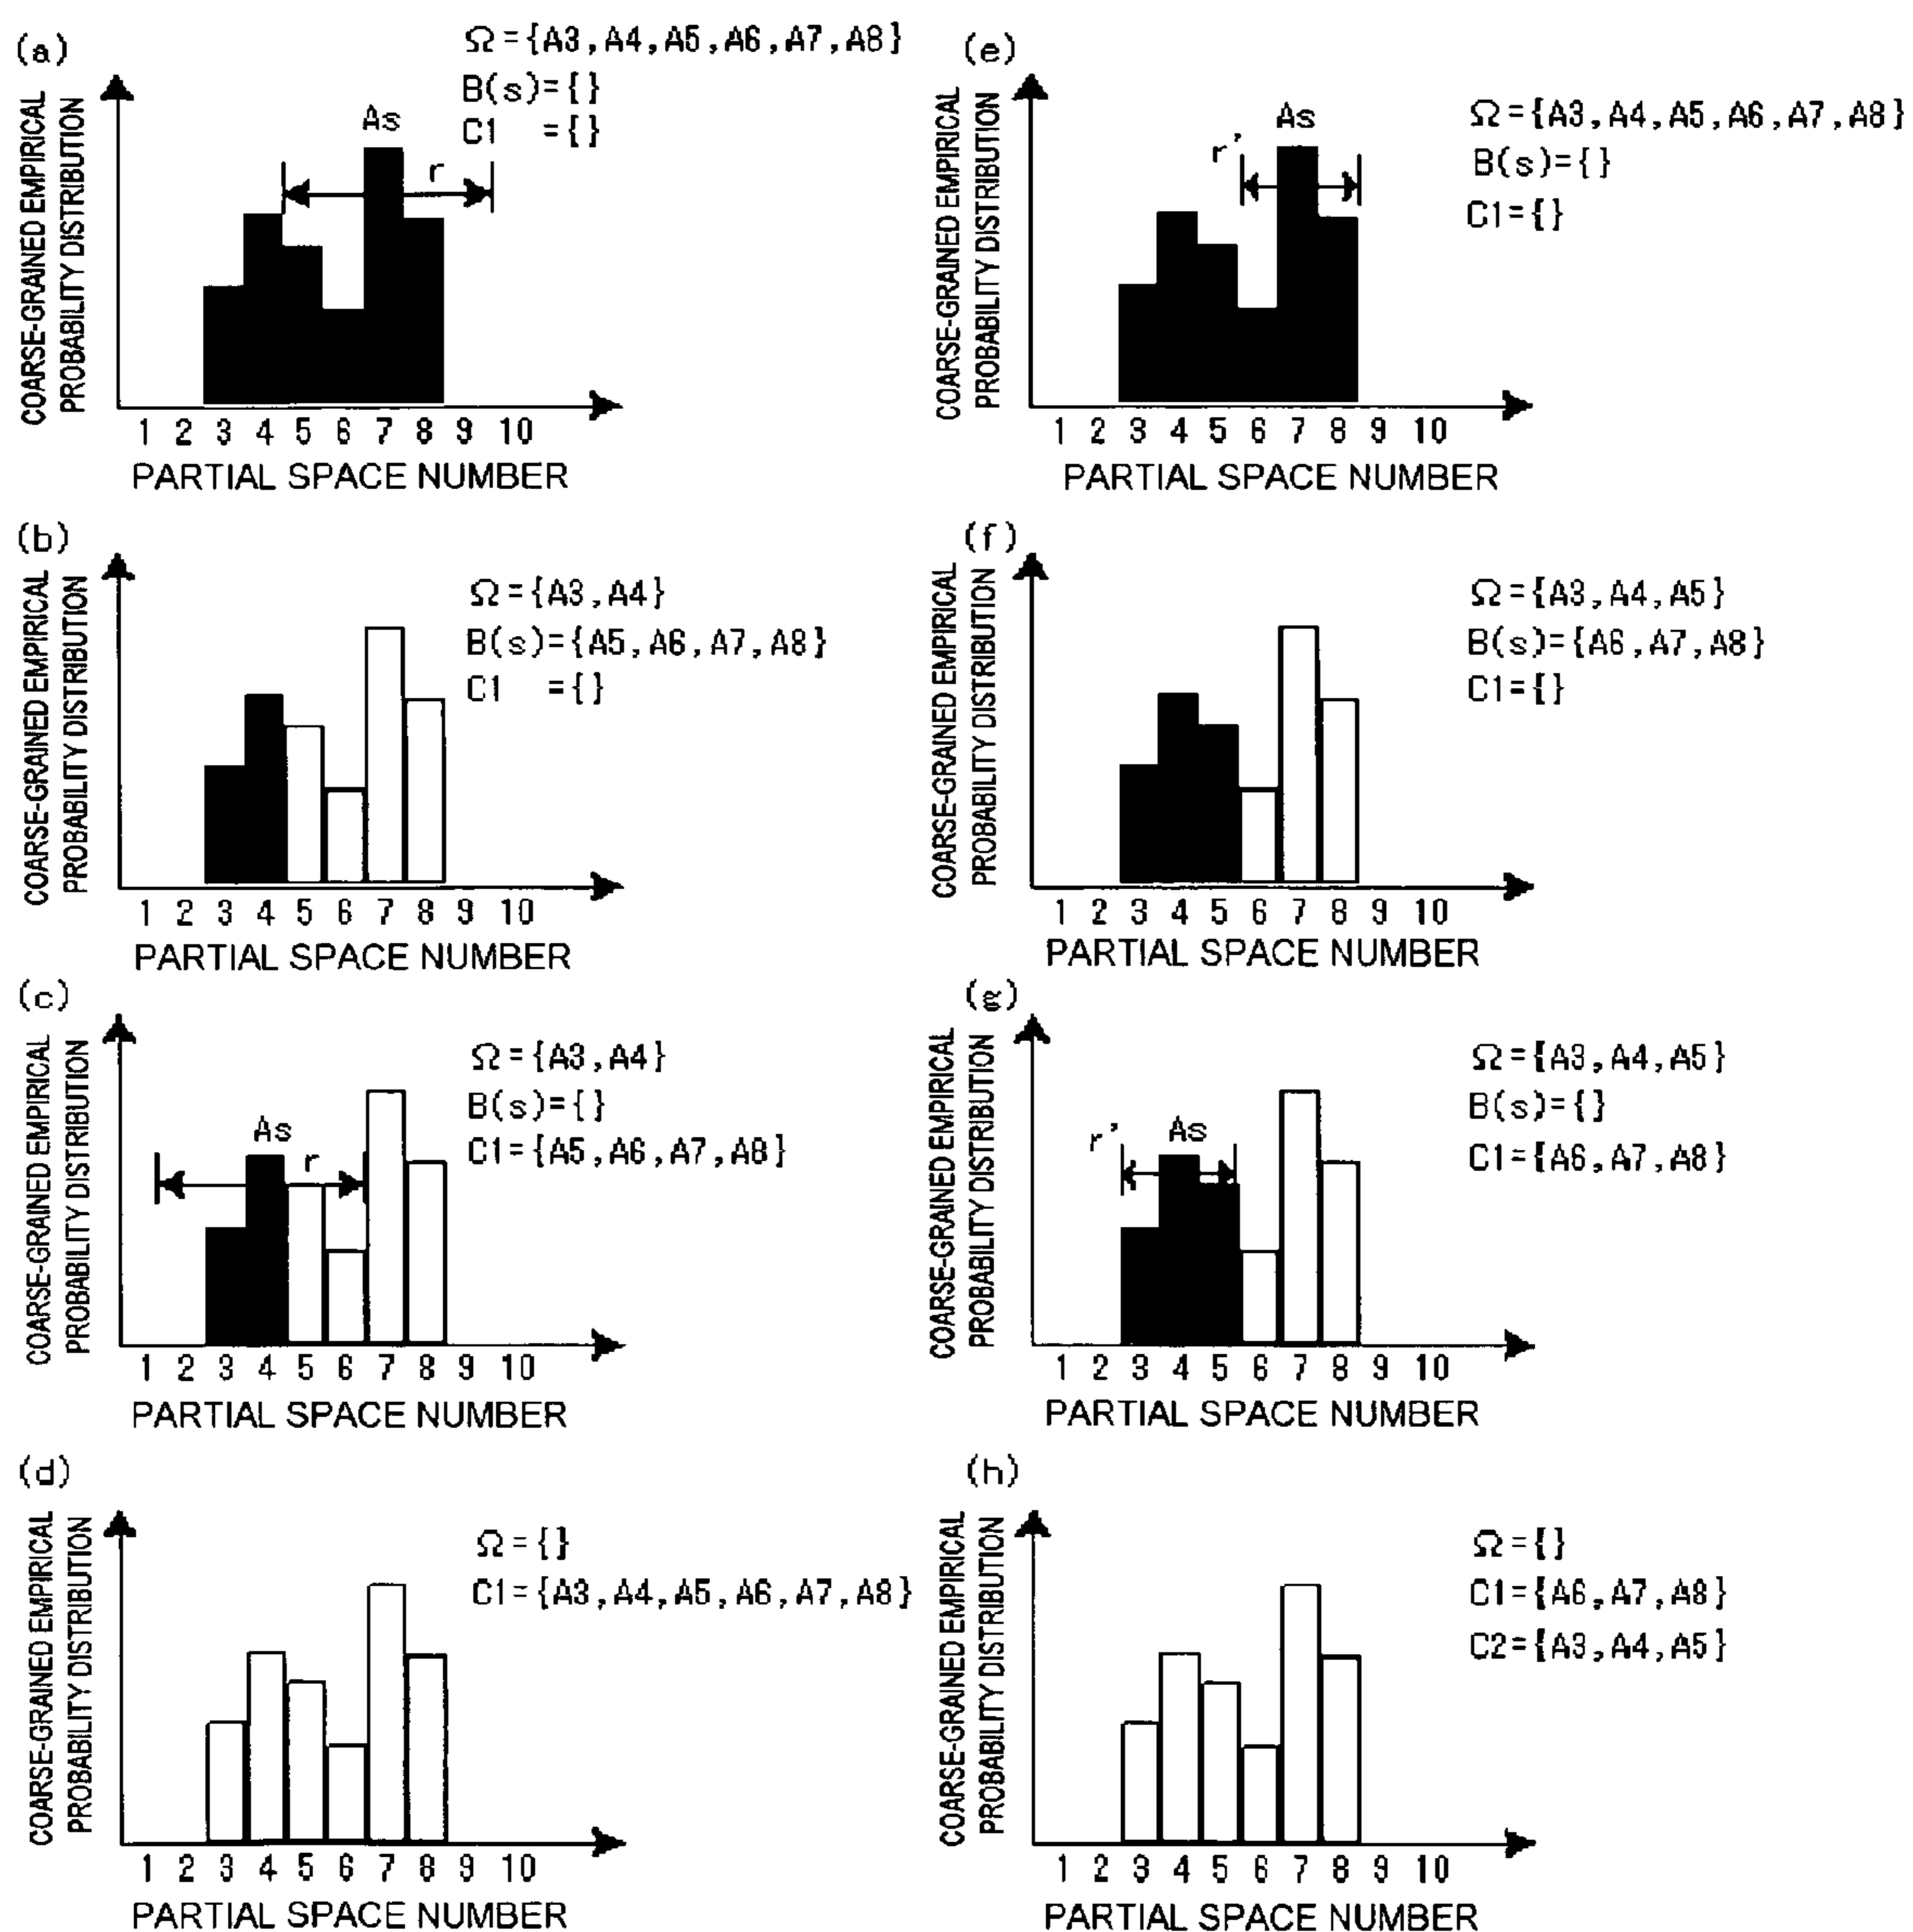 (a)
Ω={A3,A4,A5,A6,A7,A8}
B(s)={}
C1 ={}
As
r
COARSE-GRAINED EMPIRICAL
PROBABILITY DISTRIBUTION
1 2 3 4 5 6 7 8 9 10
PARTIAL SPACE NUMBER
(b)
Ω={A3,A4}
B(s)={A5,A6,A7,A8}
C1 ={}
COARSE-GRAINED EMPIRICAL
PROBABILITY DISTRIBUTION
1 2 3 4 5 6 7 8 9 10
PARTIAL SPACE NUMBER
(c)
Ω={A3,A4}
B(s)={}
C1={A5,A6,A7,A8}
As
r
COARSE-GRAINED EMPIRICAL
PROBABILITY DISTRIBUTION
1 2 3 4 5 6 7 8 9 10
PARTIAL SPACE NUMBER
(d)
Ω={}
C1={A3,A4,A5,A6,A7,A8}
COARSE-GRAINED EMPIRICAL
PROBABILITY DISTRIBUTION
1 2 3 4 5 6 7 8 9 10
PARTIAL SPACE NUMBER
(e)
Ω={A3,A4,A5,A6,A7,A8}
B(s)={}
C1={}
As
r'
COARSE-GRAINED EMPIRICAL
PROBABILITY DISTRIBUTION
1 2 3 4 5 6 7 8 9 10
PARTIAL SPACE NUMBER
(f)
Ω={A3,A4,A5}
B(s)={A6,A7,A8}
C1={}
COARSE-GRAINED EMPIRICAL
PROBABILITY DISTRIBUTION
1 2 3 4 5 6 7 8 9 10
PARTIAL SPACE NUMBER
(g)
Ω={A3,A4,A5}
B(s)={}
C1={A6,A7,A8}
As
r'
COARSE-GRAINED EMPIRICAL
PROBABILITY DISTRIBUTION
1 2 3 4 5 6 7 8 9 10
PARTIAL SPACE NUMBER
(h)
Ω={}
C1={A6,A7,A8}
C2={A3,A4,A5}
COARSE-GRAINED EMPIRICAL
PROBABILITY DISTRIBUTION
1 2 3 4 5 6 7 8 9 10
PARTIAL SPACE NUMBER